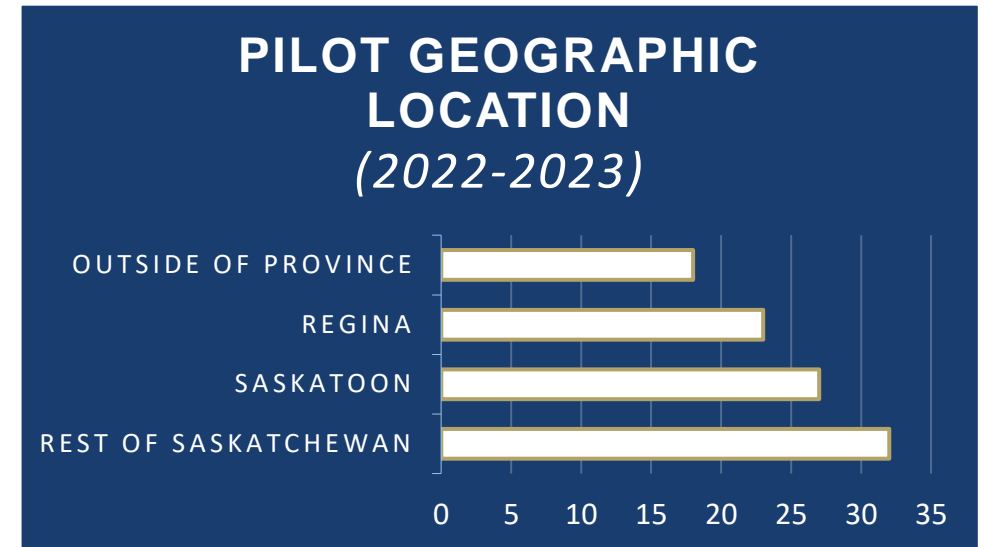 PILOT GEOGRAPHIC
LOCATION
(2022-2023)
OUTSIDE OF PROVINCE
REGINA
SASKATOON
REST OF SASKATCHEWAN
0 5 10 15 20 25 30 35